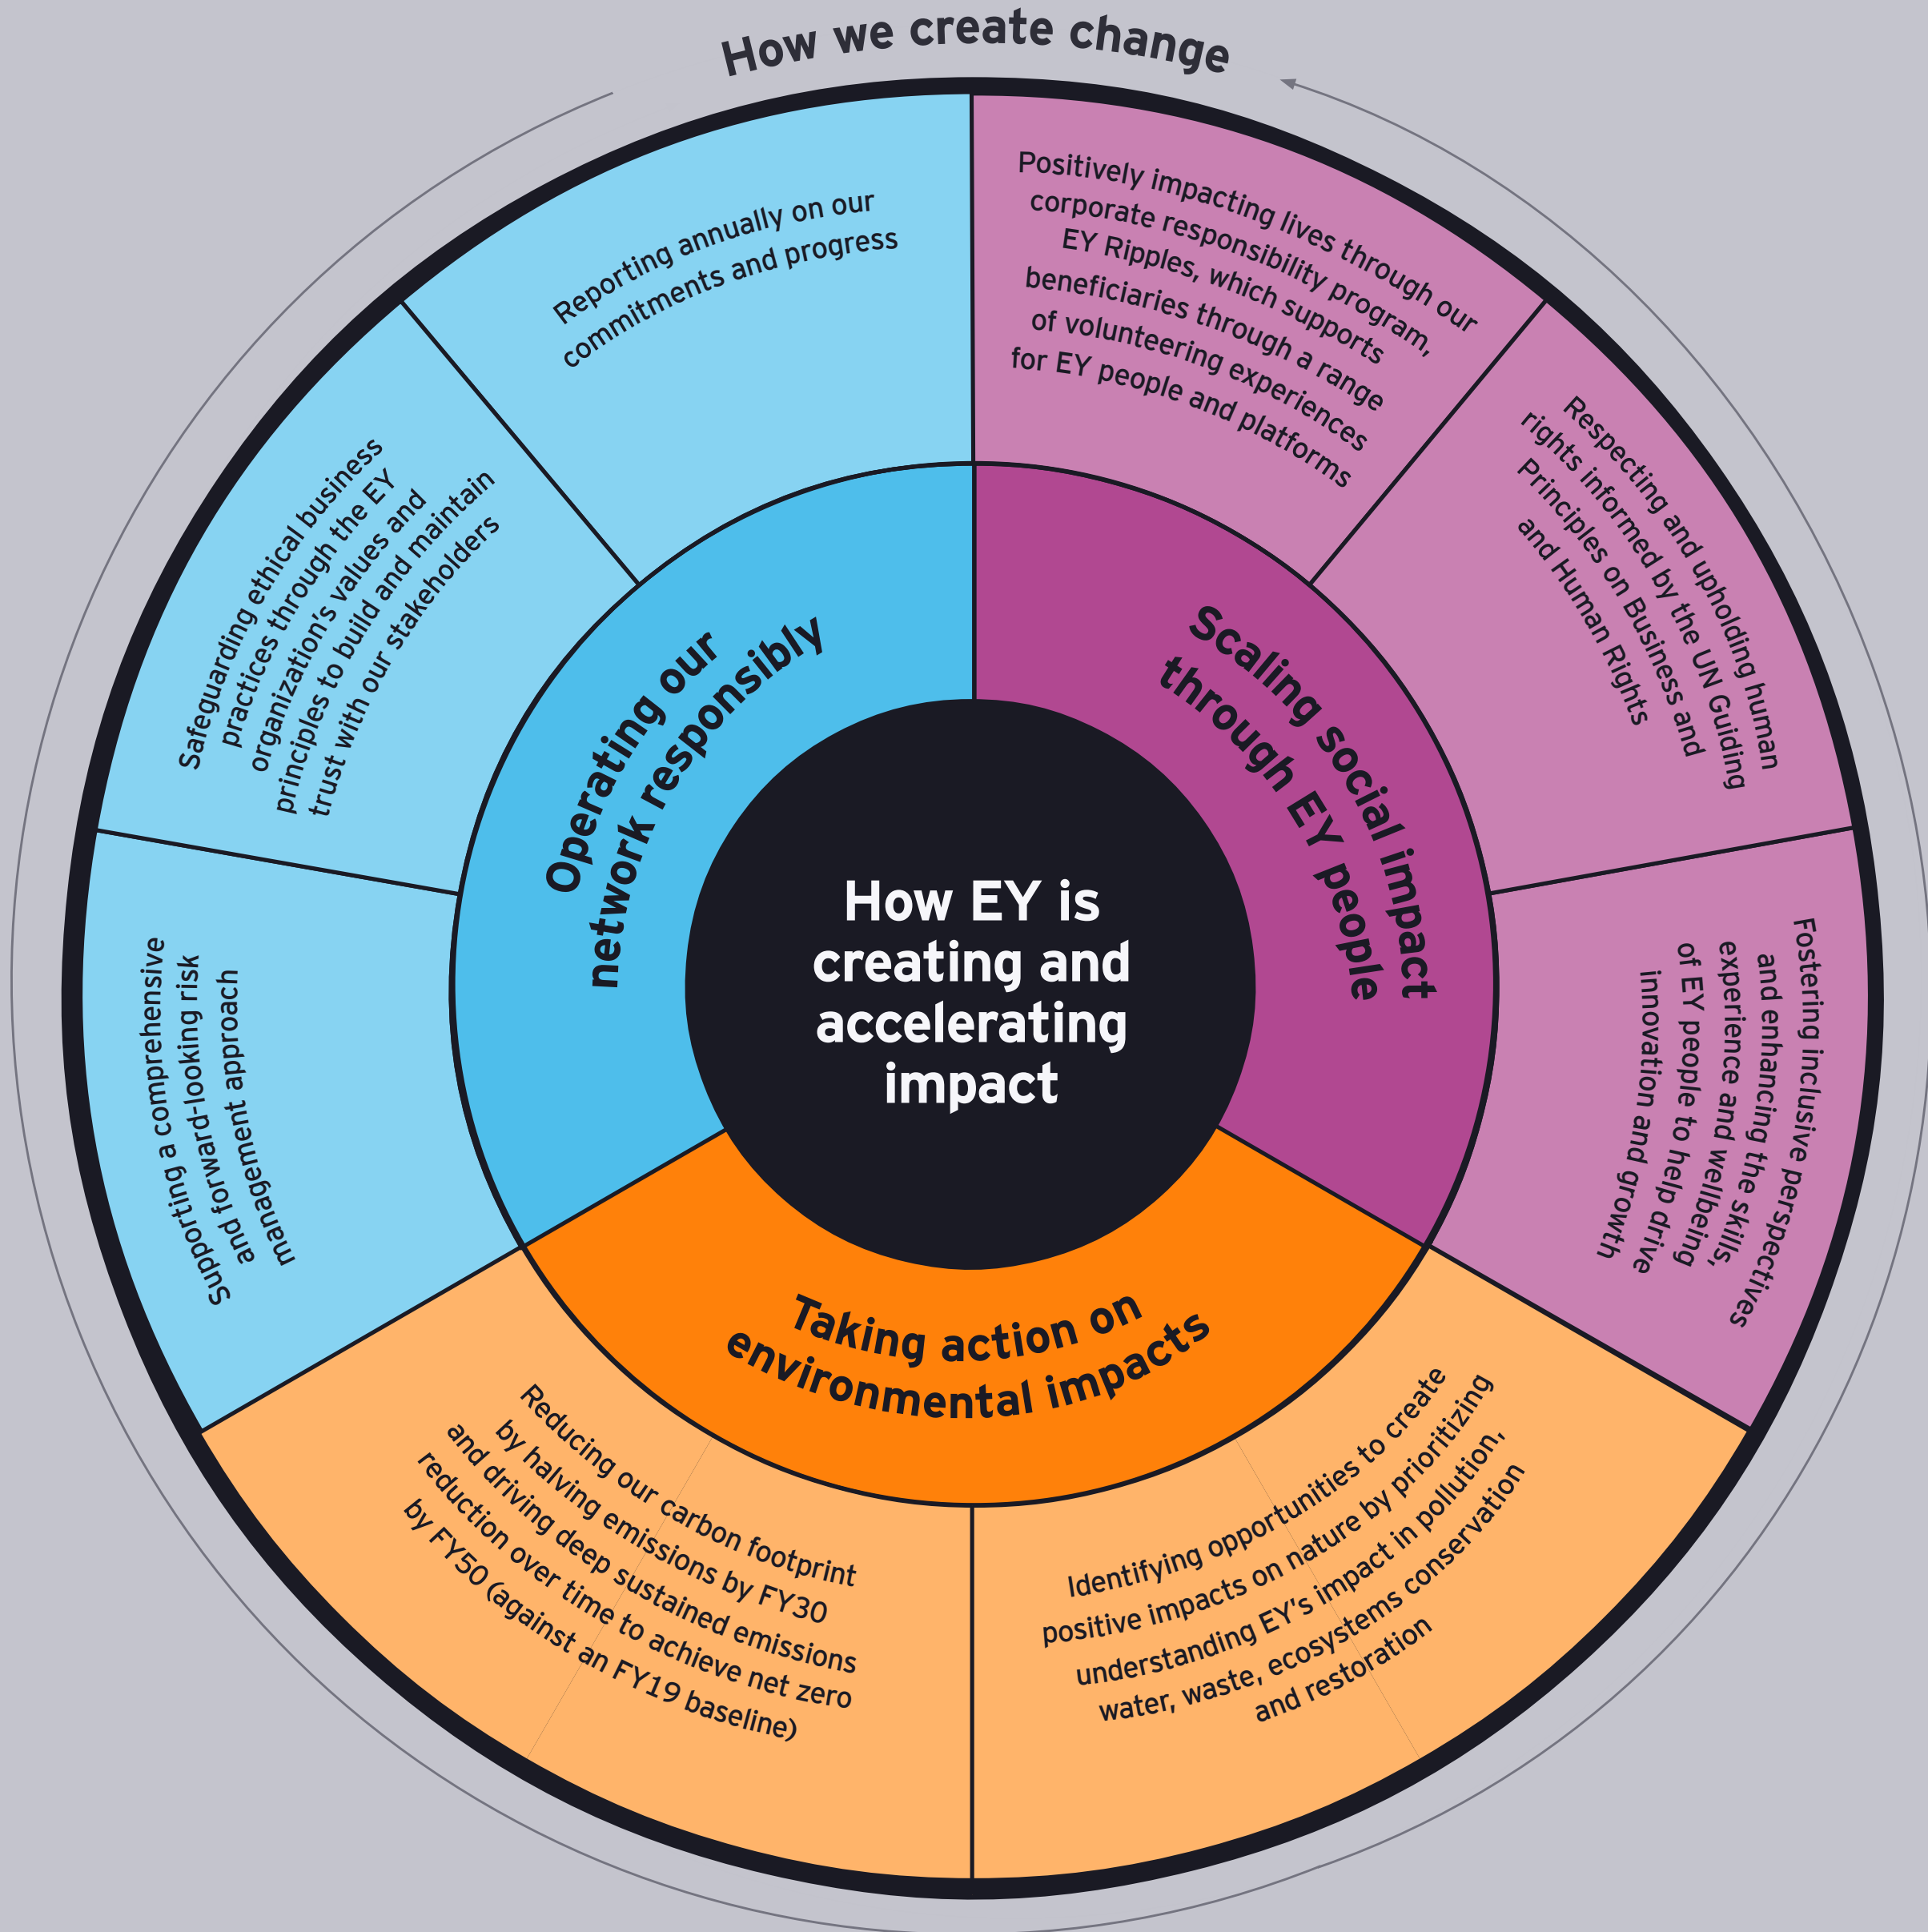 How we create change
Positively impacting lives through our
corporate responsibility program,
EY Ripples, which supports
beneficiaries through a range
of volunteering experiences
for EY people and platforms
Respecting and upholding human
rights informed by the UN Guiding
Principles on Business and
and Human Rights
Fostering inclusive perspectives
and enhancing the skills,
experience and wellbeing
of EY people to help drive
innovation and growth
Identifying opportunities to create
positive impacts on nature by prioritizing
understanding EY's impact in pollution,
water, waste, ecosystems conservation
and restoration
Reducing our carbon footprint
by halving emissions by FY30
and driving deep sustained emissions
reduction over time to achieve net zero
by FY50 (against an FY19 baseline)
Supporting a comprehensive
and forward-looking risk
management approach
Safeguarding ethical business
practices through the EY
organization's values and
principles to build and maintain
trust with our stakeholders
Reporting annually on our
commitments and progress
Scaling social impact
through EY people
Taking action on
environmental impacts
Operating our
network responsibly
How EY is
creating and
accelerating
impact